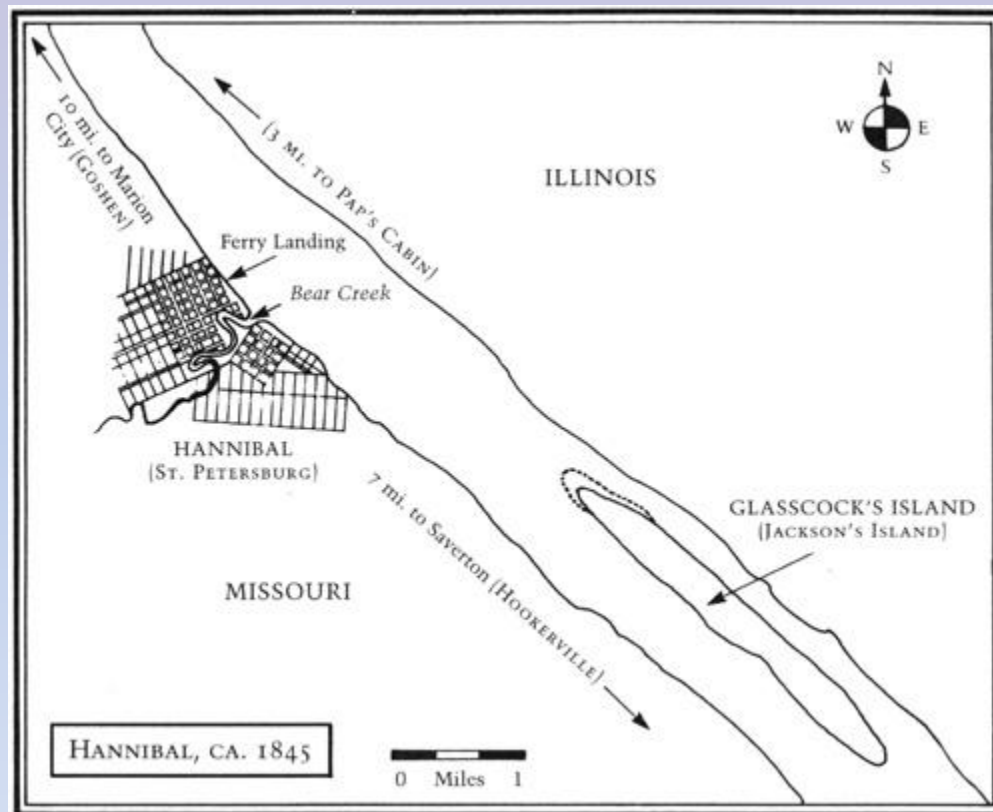 N
W E
S
10 mi. to Marion
City (Goshen)
(3 mi. to Pap's Cabin)
ILLINOIS
Ferry Landing
Bear Creek
HANNIBAL
(St. Petersburg)
7 mi. to Saverton (Hookerville)
GLASSCOCK'S ISLAND
(Jackson's Island)
MISSOURI
Hannibal, ca. 1845
0 Miles 1